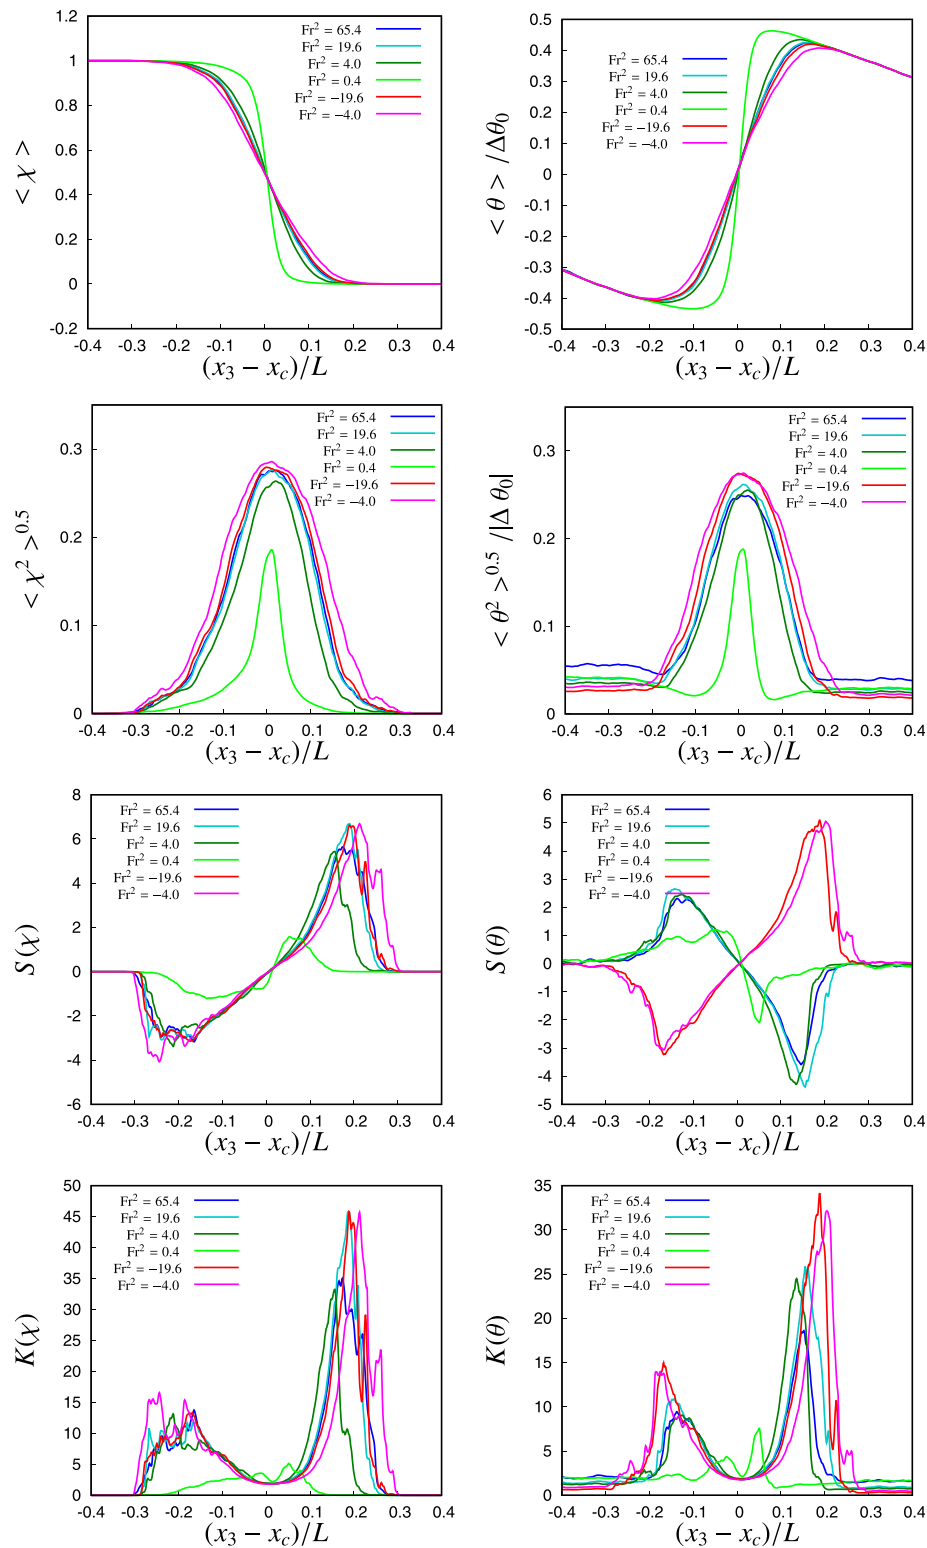 1.2
1
0.8
0.6
0.4
0.2
0
-0.2
< χ >
Fr² = 65.4
Fr² = 19.6
Fr² = 4.0
Fr² = 0.4
Fr² = −19.6
Fr² = −4.0
-0.4 -0.3 -0.2 -0.1 0 0.1 0.2 0.3 0.4
(x₃ − x_c)/L
0.5
0.4
0.3
0.2
0.1
0
-0.1
-0.2
-0.3
-0.4
-0.5
< θ > /Δθ₀
Fr² = 65.4
Fr² = 19.6
Fr² = 4.0
Fr² = 0.4
Fr² = −19.6
Fr² = −4.0
-0.4 -0.3 -0.2 -0.1 0 0.1 0.2 0.3 0.4
(x₃ − x_c)/L
0.3
0.2
0.1
0
< χ² >^0.5
Fr² = 65.4
Fr² = 19.6
Fr² = 4.0
Fr² = 0.4
Fr² = −19.6
Fr² = −4.0
-0.4 -0.3 -0.2 -0.1 0 0.1 0.2 0.3 0.4
(x₃ − x_c)/L
0.3
0.2
0.1
0
< θ² >^0.5 /|Δ θ₀|
Fr² = 65.4
Fr² = 19.6
Fr² = 4.0
Fr² = 0.4
Fr² = −19.6
Fr² = −4.0
-0.4 -0.3 -0.2 -0.1 0 0.1 0.2 0.3 0.4
(x₃ − x_c)/L
8
6
4
2
0
-2
-4
-6
S(χ)
Fr² = 65.4
Fr² = 19.6
Fr² = 4.0
Fr² = 0.4
Fr² = −19.6
Fr² = −4.0
-0.4 -0.3 -0.2 -0.1 0 0.1 0.2 0.3 0.4
(x₃ − x_c)/L
6
5
4
3
2
1
0
-1
-2
-3
-4
-5
S(θ)
Fr² = 65.4
Fr² = 19.6
Fr² = 4.0
Fr² = 0.4
Fr² = −19.6
Fr² = −4.0
-0.4 -0.3 -0.2 -0.1 0 0.1 0.2 0.3 0.4
(x₃ − x_c)/L
50
45
40
35
30
25
20
15
10
5
0
K(χ)
Fr² = 65.4
Fr² = 19.6
Fr² = 4.0
Fr² = 0.4
Fr² = −19.6
Fr² = −4.0
-0.4 -0.3 -0.2 -0.1 0 0.1 0.2 0.3 0.4
(x₃ − x_c)/L
35
30
25
20
15
10
5
0
K(θ)
Fr² = 65.4
Fr² = 19.6
Fr² = 4.0
Fr² = 0.4
Fr² = −19.6
Fr² = −4.0
-0.4 -0.3 -0.2 -0.1 0 0.1 0.2 0.3 0.4
(x₃ − x_c)/L